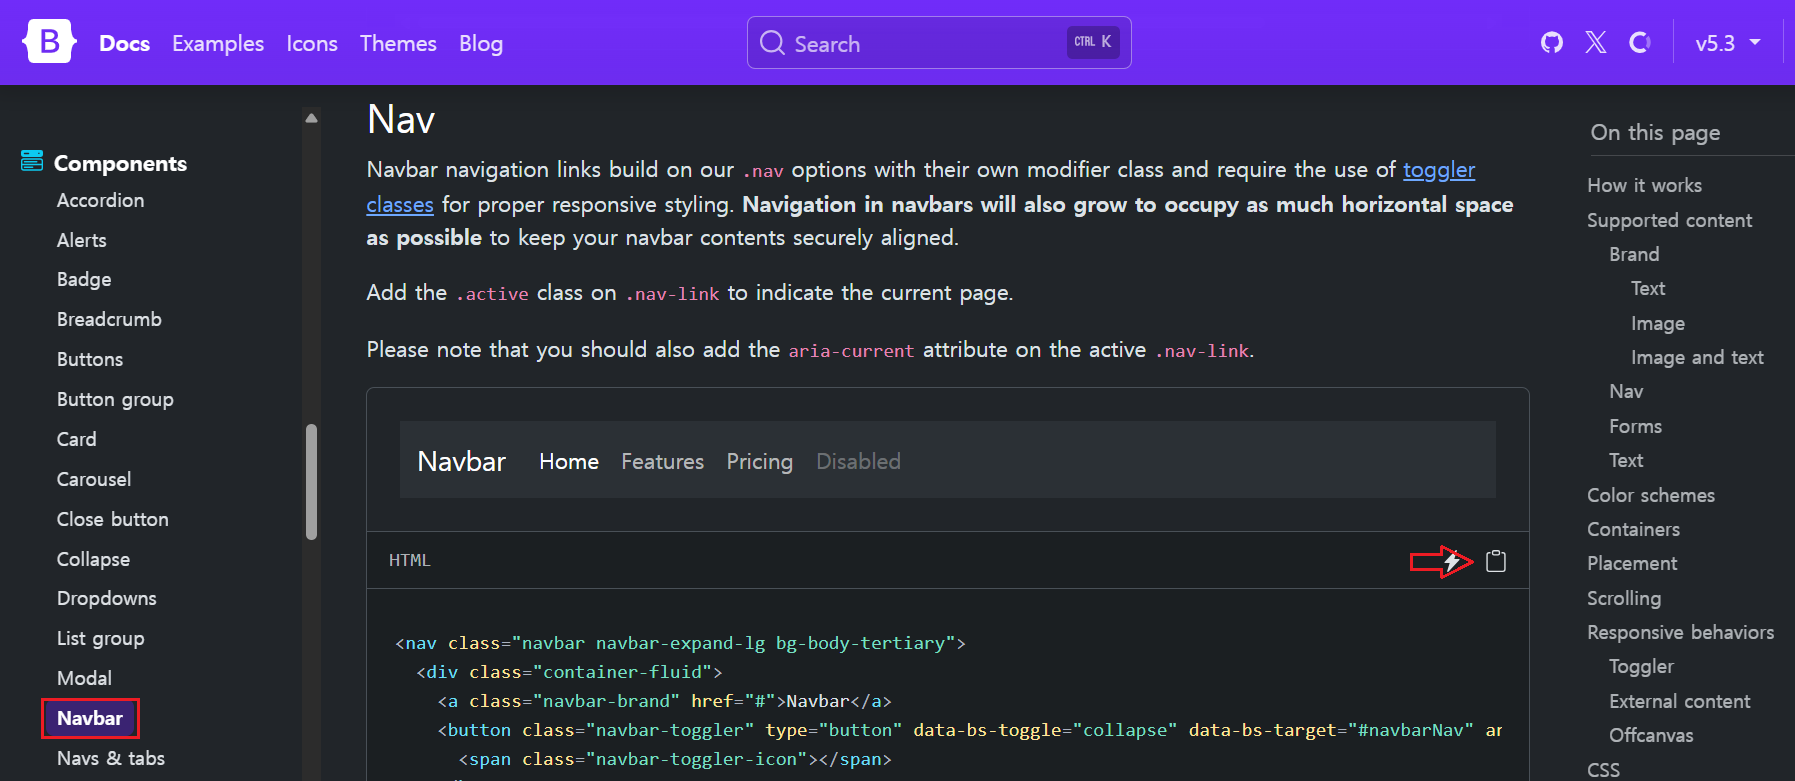 B Docs Examples Icons Themes Blog
Search CTRL K
v5.3
Components
Accordion
Alerts
Badge
Breadcrumb
Buttons
Button group
Card
Carousel
Close button
Collapse
Dropdowns
List group
Modal
Navbar
Navs & tabs
Nav
Navbar navigation links build on our .nav options with their own modifier class and require the use of toggler
classes for proper responsive styling. Navigation in navbars will also grow to occupy as much horizontal space
as possible to keep your navbar contents securely aligned.
Add the .active class on .nav-link to indicate the current page.
Please note that you should also add the aria-current attribute on the active .nav-link.
Navbar Home Features Pricing Disabled
HTML
<nav class="navbar navbar-expand-lg bg-body-tertiary">
<div class="container-fluid">
<a class="navbar-brand" href="#">Navbar</a>
<button class="navbar-toggler" type="button" data-bs-toggle="collapse" data-bs-target="#navbarNav" ar
<span class="navbar-toggler-icon"></span>
On this page
How it works
Supported content
Brand
Text
Image
Image and text
Nav
Forms
Text
Color schemes
Containers
Placement
Scrolling
Responsive behaviors
Toggler
External content
Offcanvas
CSS